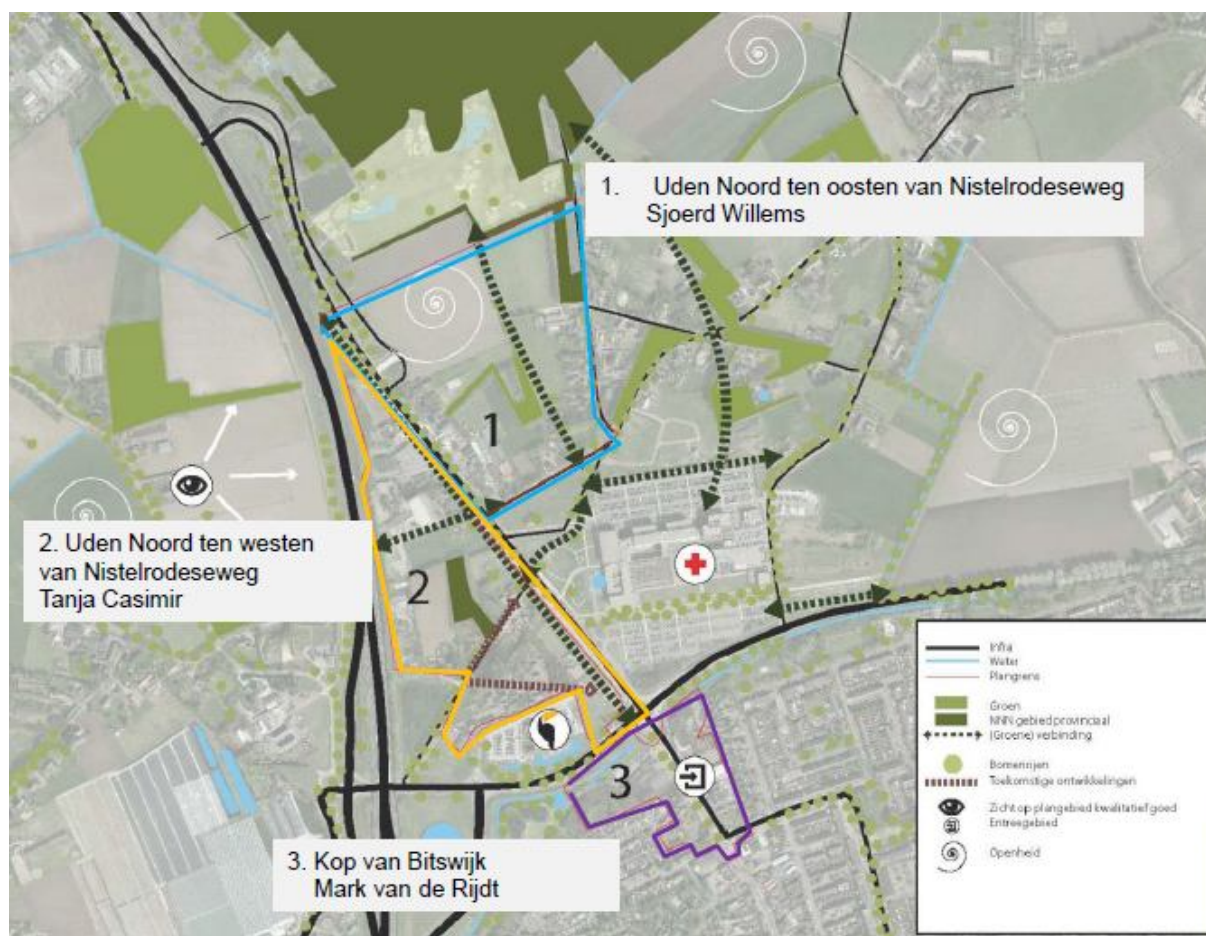 1. Uden Noord ten oosten van Nistelrodeseweg
Sjoerd Willems
1
2. Uden Noord ten westen
van Nistelrodeseweg
Tanja Casimir
2
3
3. Kop van Bitswijk
Mark van de Rijdt
Infra
Water
Plangrens
Groen
NNN gebied provinciaal
(Groene) verbinding
Bomenrijen
Toekomstige ontwikkelingen
Zicht op plangebied kwalitatief goed
Entreegebied
Openheid